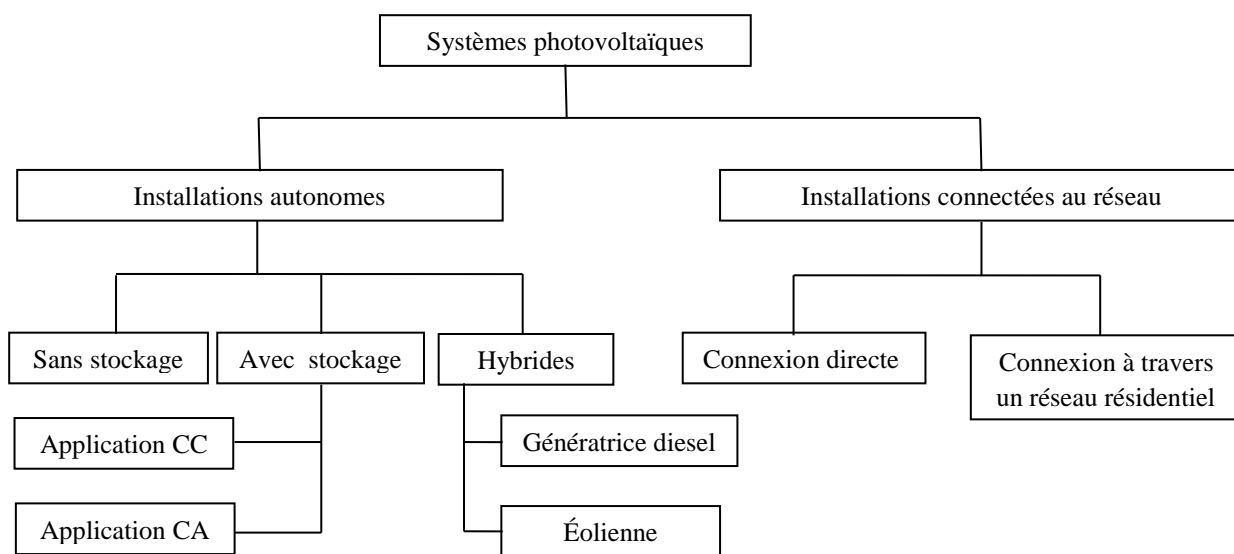 Systèmes photovoltaïques
Installations autonomes
Installations connectées au réseau
Sans stockage
Avec stockage
Hybrides
Connexion directe
Connexion à travers
un réseau résidentiel
Application CC
Génératrice diesel
Application CA
Éolienne